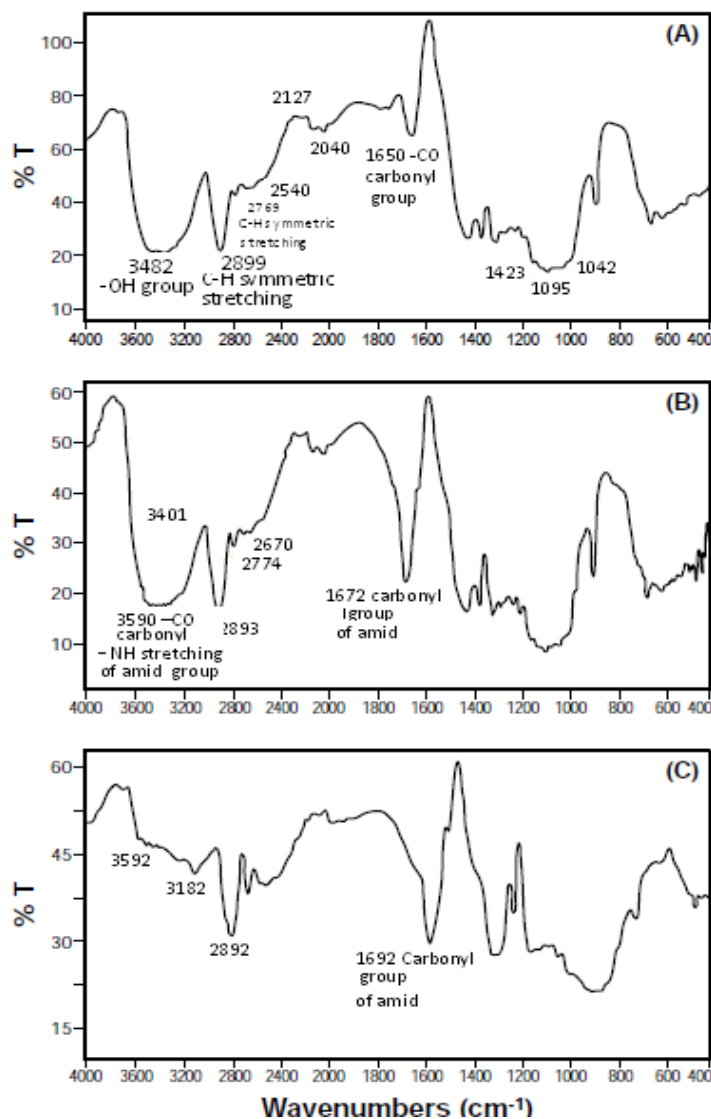 (A)
% T
100
80
60
40
20
10
2127
2040
2540
2769
C-H symmetric
stretching
1650 -CO
carbonyl
group
3482
-OH group
2899
C-H symmetric
stretching
1423
1095
1042
4000 3600 3200 2800 2400 2000 1800 1600 1400 1200 1000 800 600 400
(B)
% T
60
50
40
30
20
10
3401
2670
2774
3590 –CO
carbonyl
– NH stretching
of amid group
2893
1672 carbonyl
lgroup
of amid
4000 3600 3200 2800 2400 2000 1800 1600 1400 1200 1000 800 600 400
(C)
% T
60
45
30
15
3592
3182
2892
1692 Carbonyl
group
of amid
4000 3600 3200 2800 2400 2000 1800 1600 1400 1200 1000 800 600 400
Wavenumbers (cm-1)